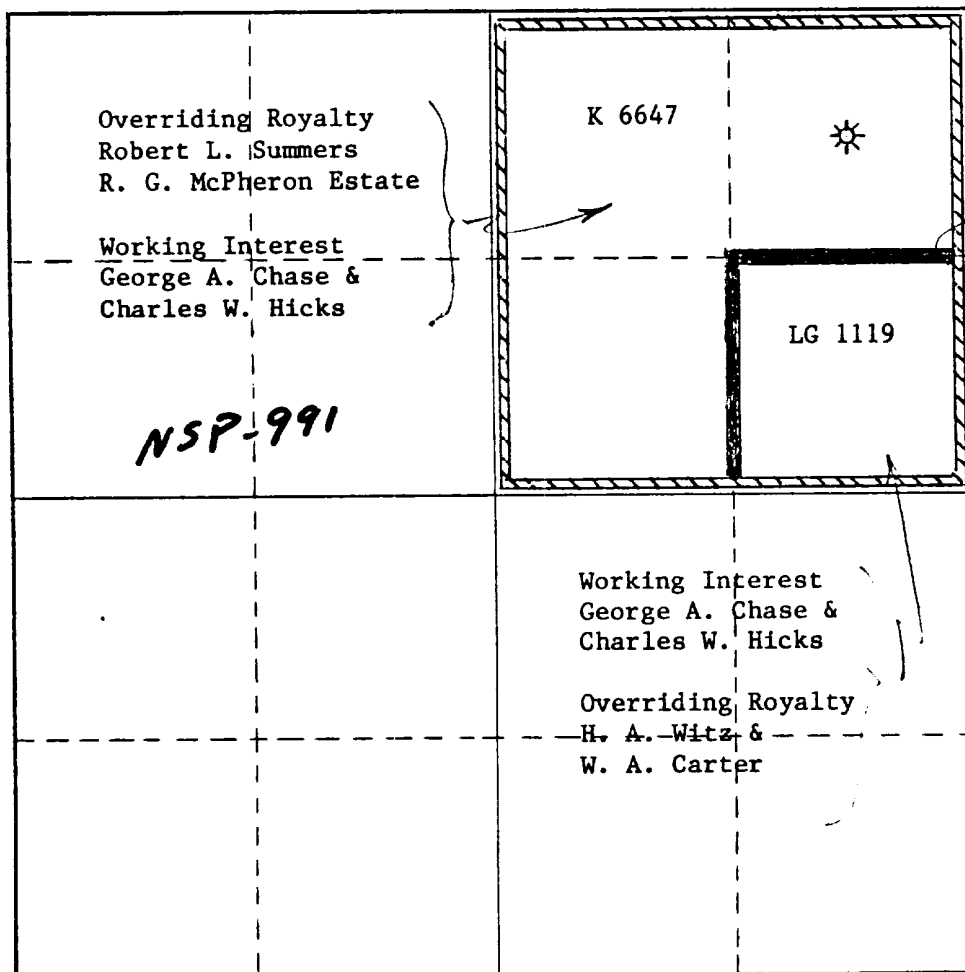 Overriding Royalty
Robert L. Summers
R. G. McPheron Estate
Working Interest
George A. Chase &
Charles W. Hicks
NSP-991
K 6647
LG 1119
Working Interest
George A. Chase &
Charles W. Hicks
Overriding Royalty
H. A. Witz &
W. A. Carter